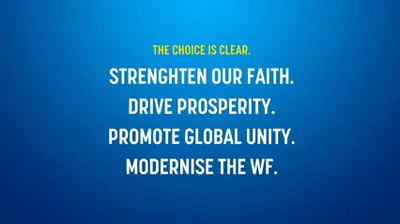 THE CHOICE IS CLEAR.
STRENGHTEN OUR FAITH.
DRIVE PROSPERITY.
PROMOTE GLOBAL UNITY.
MODERNISE THE WF.